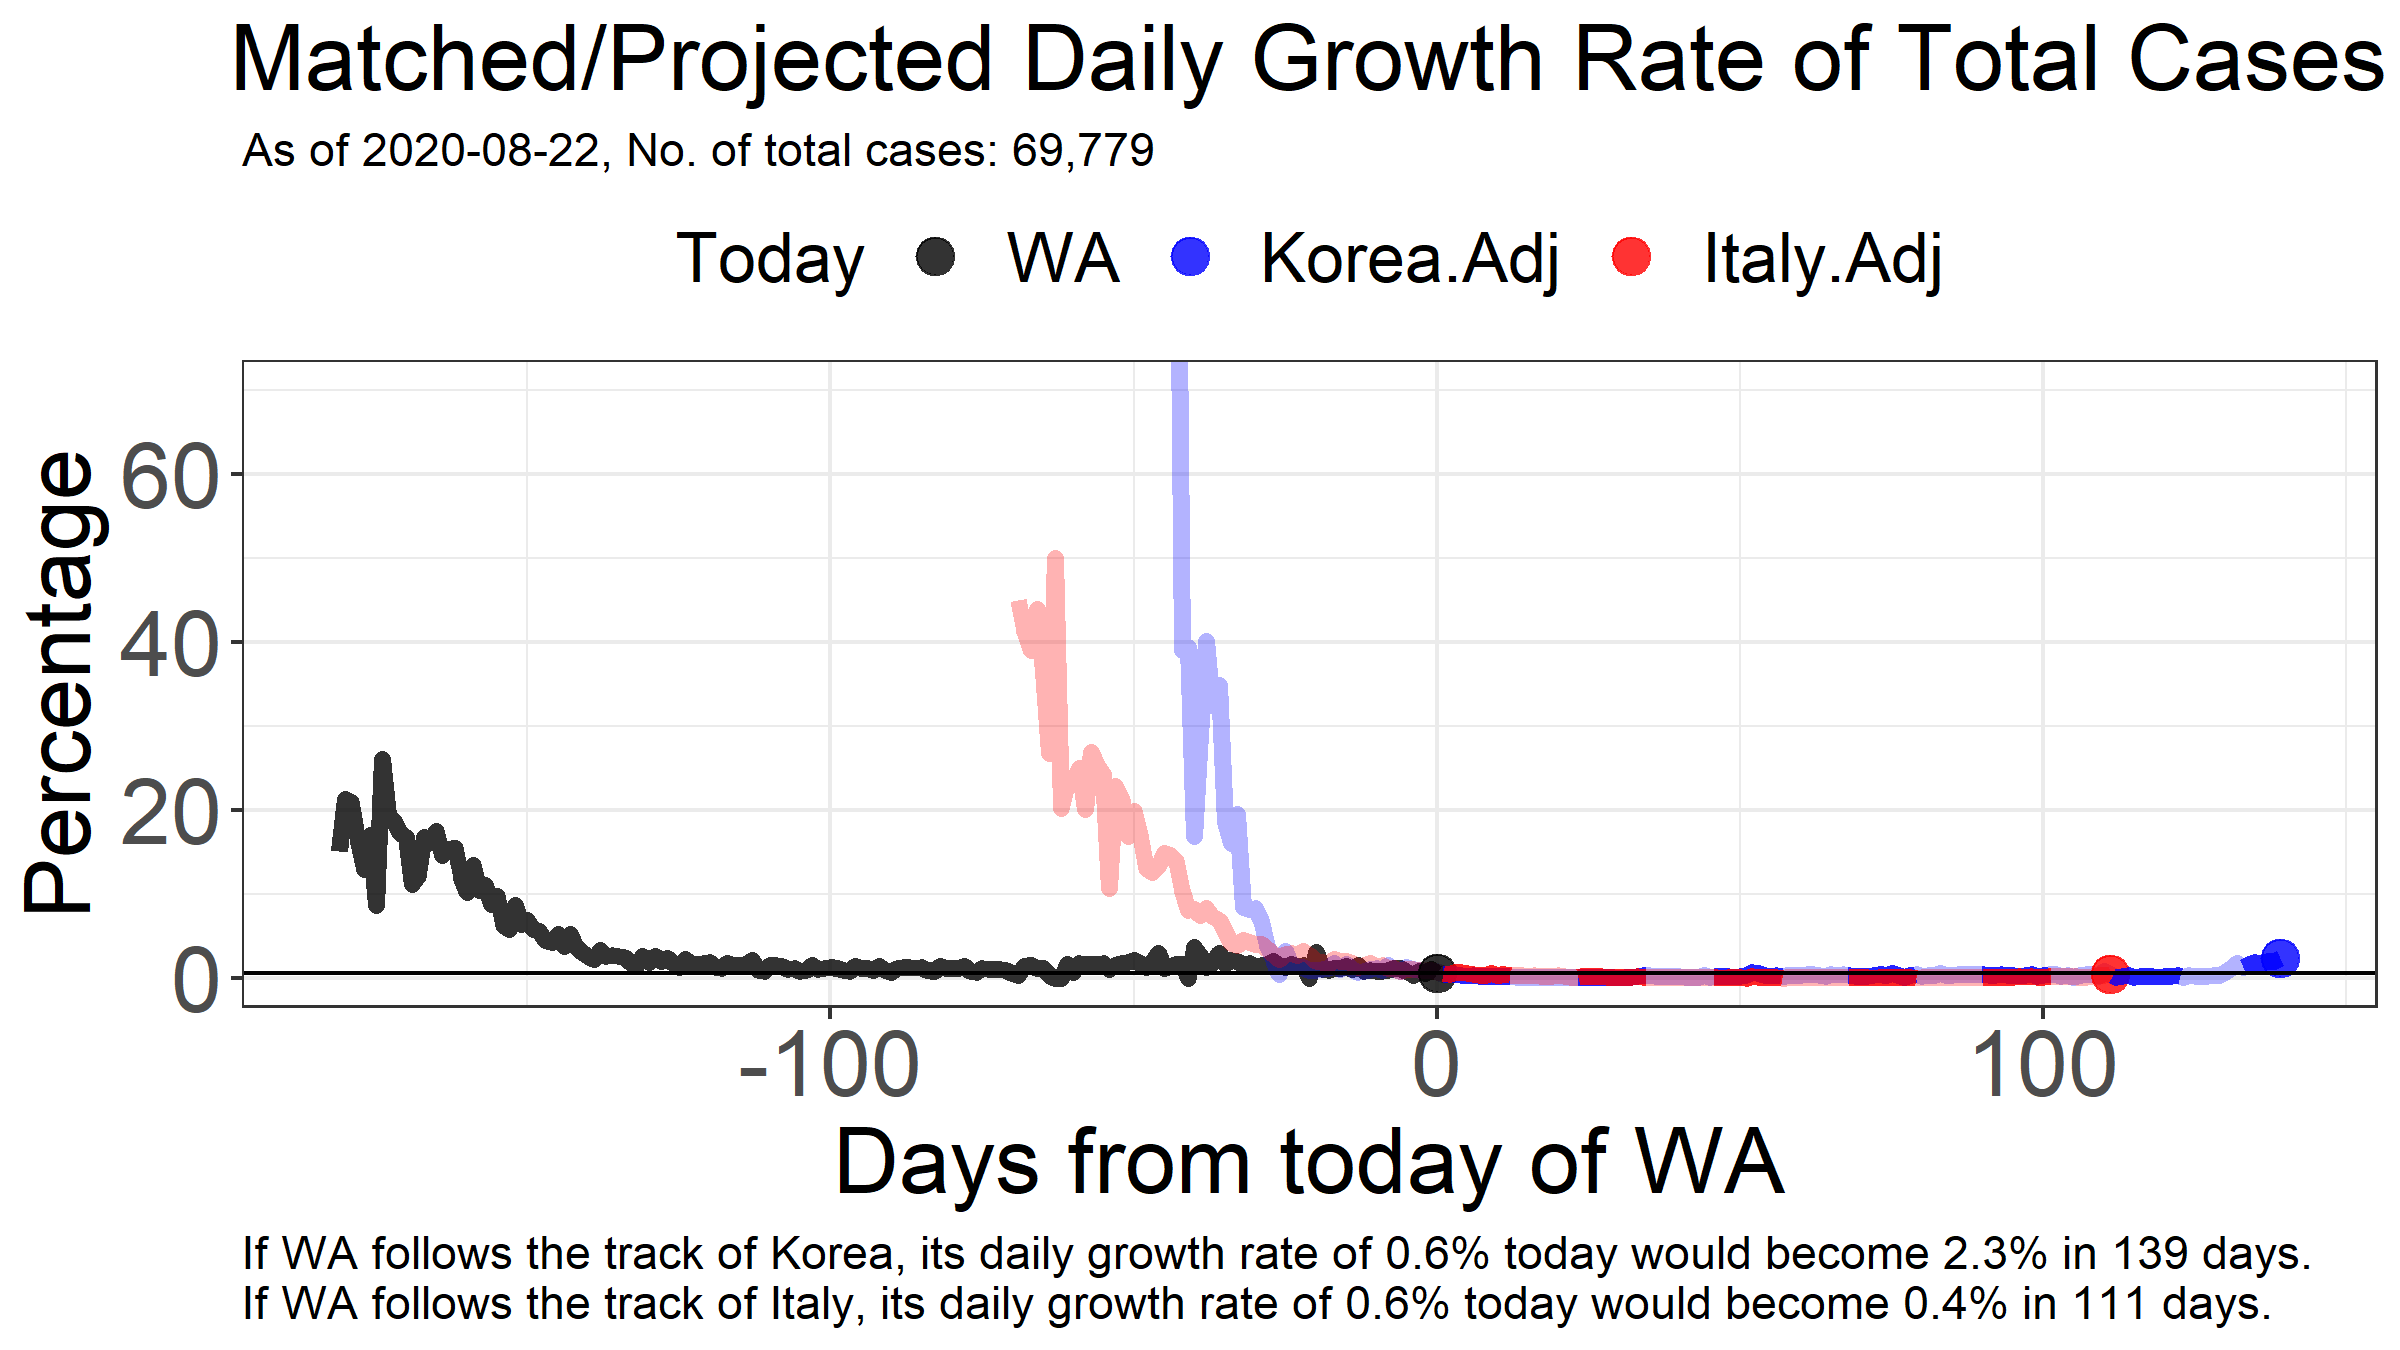 Matched/Projected Daily Growth Rate of Total Cases
As of 2020-08-22, No. of total cases: 69,779
Today WA Korea.Adj Italy.Adj
Percentage
60
40
20
0
-100 0 100
Days from today of WA
If WA follows the track of Korea, its daily growth rate of 0.6% today would become 2.3% in 139 days.
If WA follows the track of Italy, its daily growth rate of 0.6% today would become 0.4% in 111 days.